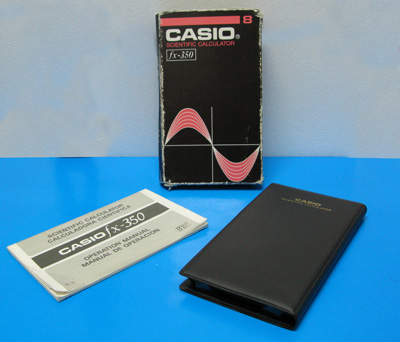 8
CASIO®
SCIENTIFIC CALCULATOR
fx-350
SCIENTIFIC CALCULATOR
CALCULADORA CIENTIFICA
CASIO fx-350
OPERATION MANUAL
MANUAL DE OPERACION
CASIO